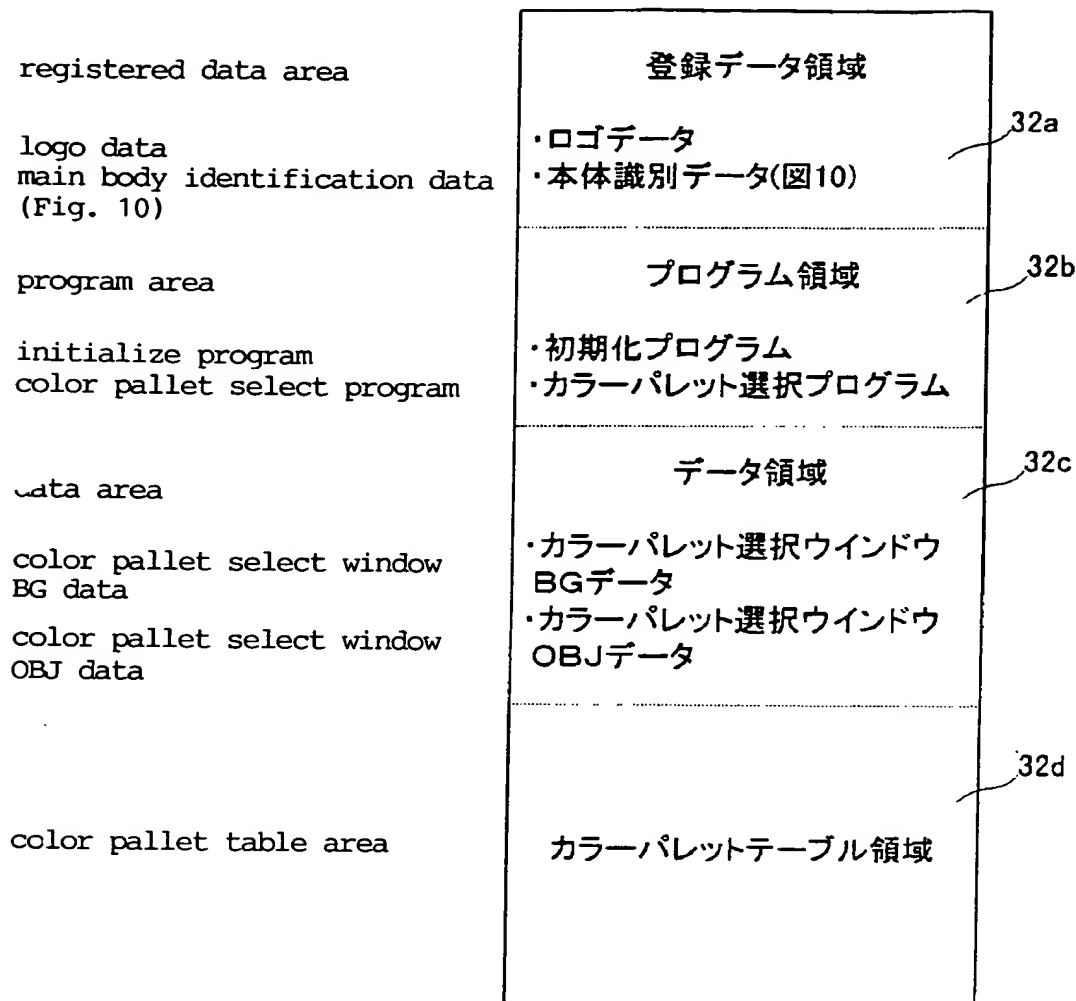 registered data area
登録データ領域
32a
logo data
・ロゴデータ
main body identification data
・本体識別データ(図10)
(Fig. 10)
program area
プログラム領域
32b
initialize program
・初期化プログラム
color pallet select program
・カラーパレット選択プログラム
data area
データ領域
32c
color pallet select window
・カラーパレット選択ウインドウ
BG data
BGデータ
color pallet select window
・カラーパレット選択ウインドウ
OBJ data
OBJデータ
32d
color pallet table area
カラーパレットテーブル領域